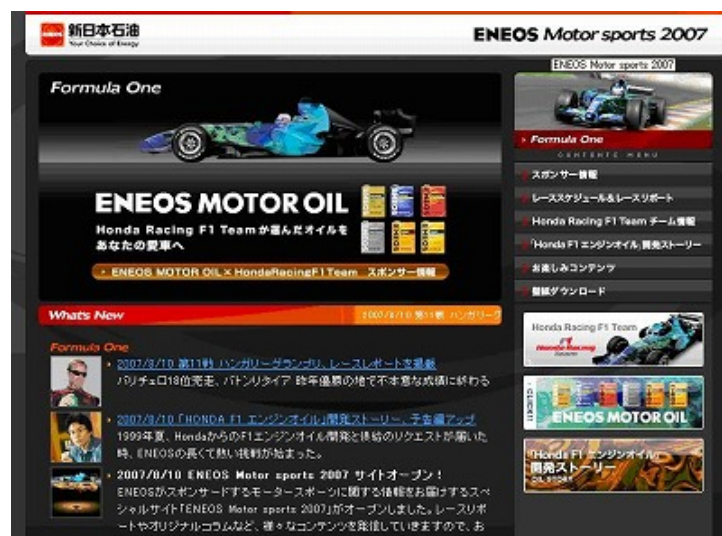 新日本石油
Your Choice of Energy
ENEOS Motor sports 2007
ENEOS Motor sports 2007
Formula One
ENEOS MOTOR OIL
Honda Racing F1 Teamが選んだオイルを
あなたの愛車へ
ENEOS MOTOR OIL×HondaRacingF1Team スポンサー情報
Formula One
CONTENTS MENU
スポンサー情報
レーススケジュール&レースリポート
Honda Racing F1 Team チーム情報
「Honda F1 エンジンオイル」開発ストーリー
お楽しみコンテンツ
壁紙ダウンロード
What's New
2007/8/10 第11戦 ハンガリーグ
Formula One
2007/8/10 第11戦 ハンガリーグランプリ、レースレポートを掲載
バリチェロ18位完走、バトンリタイア 昨年優勝の地で不本意な成績に終わる
2007/8/10 「HONDA F1 エンジンオイル」開発ストーリー、予告編アップ
1999年夏、HondaからのF1エンジンオイル開発と供給のリクエストが届いた
時、ENEOSの長くて熱い挑戦が始まった。
2007/8/10 ENEOS Motor sports 2007 サイトオープン！
ENEOSがスポンサードするモータースポーツに関する情報をお届けするスペ
シャルサイト「ENEOS Motor sports 2007」がオープンしました。レースリポ
ートやオリジナルコラムなど、様々なコンテンツを発信していきますので、お
Honda Racing F1 Team
Honda Racing
F1 Team
CLICK!!
ENEOS MOTOR OIL
「Honda F1 エンジンオイル」
開発ストーリー
OIL STORY